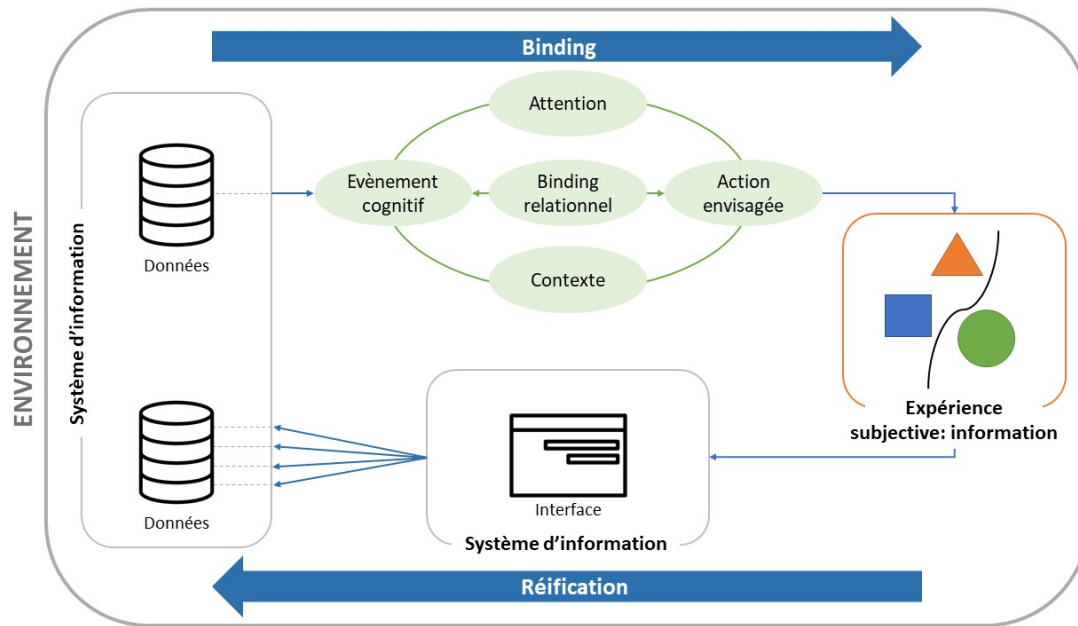 Binding
ENVIRONNEMENT
Système d'information
Données
Attention
Evènement
cognitif
Binding
relationnel
Action
envisagée
Contexte
Expérience
subjective: information
Données
Interface
Système d'information
Réification